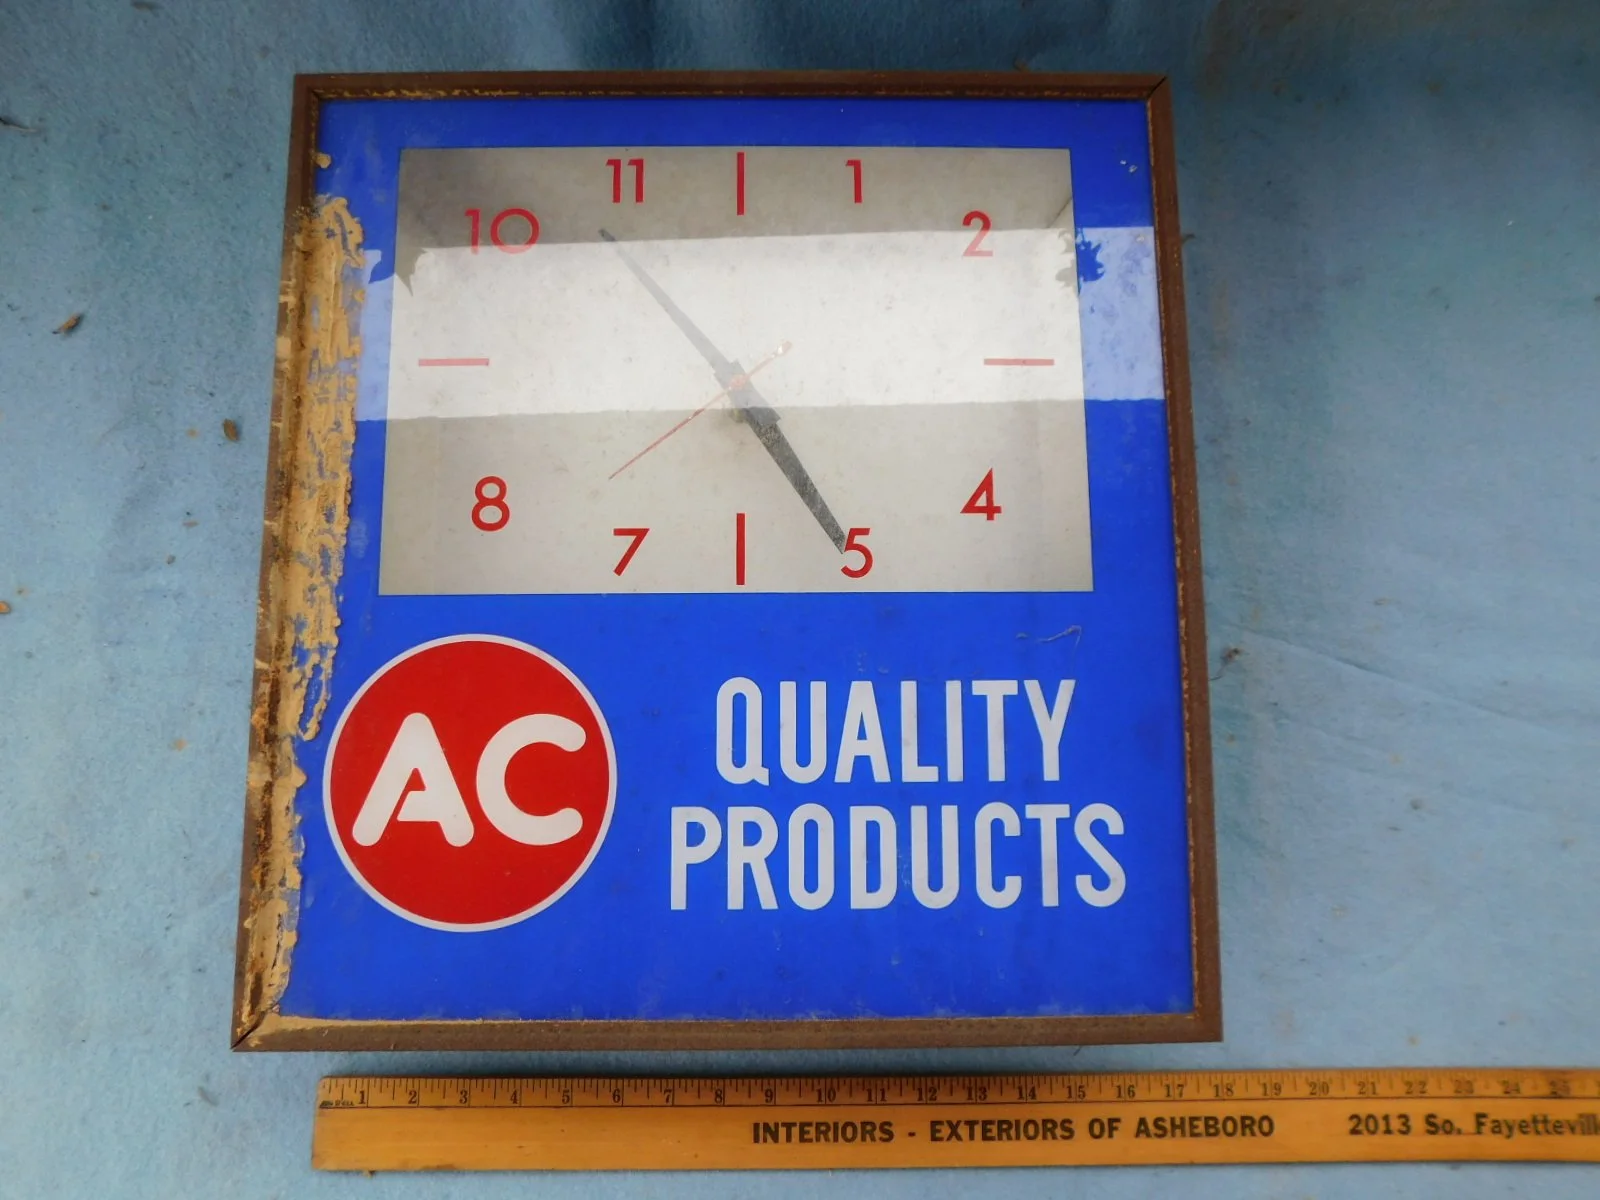 11 1
10 2
8 4
7 5
AC
QUALITY
PRODUCTS
1 2 3 4 5 6 7 8 9 10 11 12 13 14 15 16 17 18 19 20 21 22 23 24
INTERIORS - EXTERIORS OF ASHEBORO 2013 So. Fayettevill